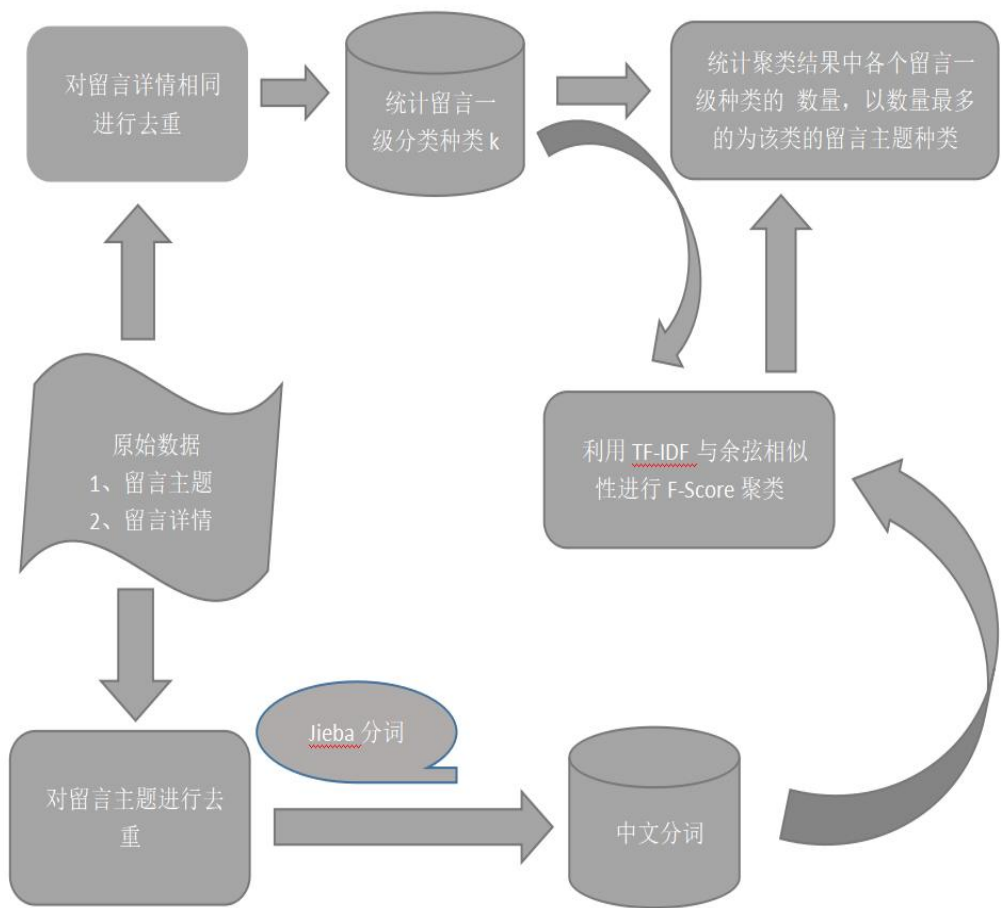 对留言详情相同
进行去重
统计留言一
级分类种类 k
统计聚类结果中各个留言一
级种类的 数量，以数量最多
的为该类的留言主题种类
原始数据
1、留言主题
2、留言详情
利用 TF-IDF 与余弦相似
性进行 F-Score 聚类
Jieba 分词
对留言主题进行去
重
中文分词